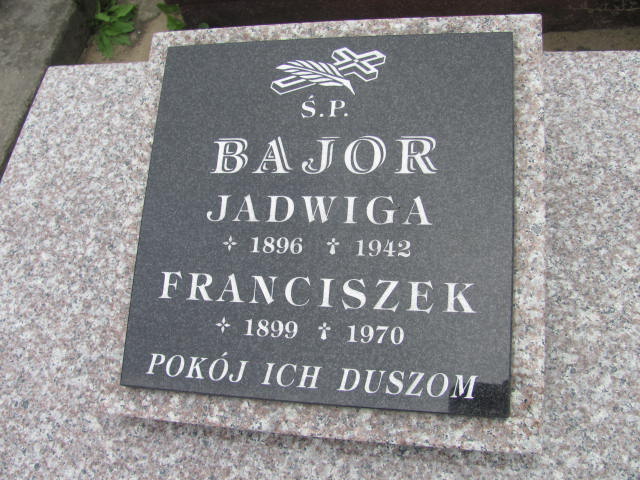 Ś.P.
BAJOR
JADWIGA
✧ 1896 ✝ 1942
FRANCISZEK
✧ 1899 ✝ 1970
POKÓJ ICH DUSZOM